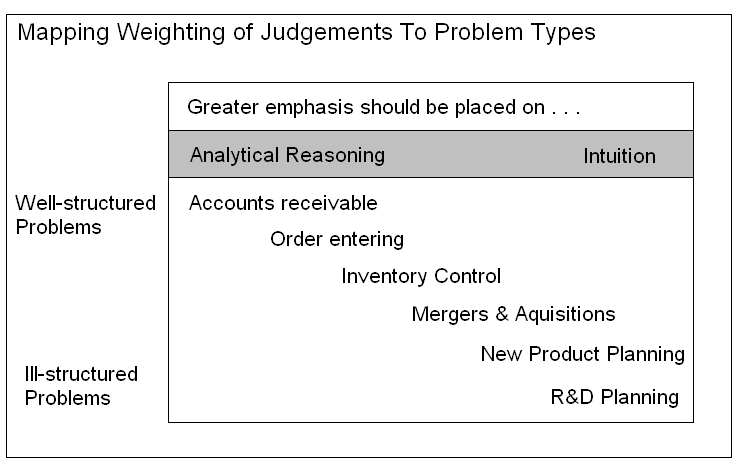 Mapping Weighting of Judgements To Problem Types
Greater emphasis should be placed on . . .
Analytical Reasoning
Intuition
Well-structured
Problems
Accounts receivable
Order entering
Inventory Control
Mergers & Aquisitions
New Product Planning
Ill-structured
Problems
R&D Planning